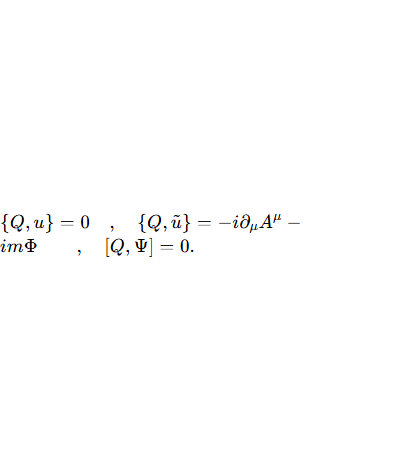 {Q, u} = 0 , {Q, ũ} = −i∂_μA^μ −
imΦ , [Q, Ψ] = 0.